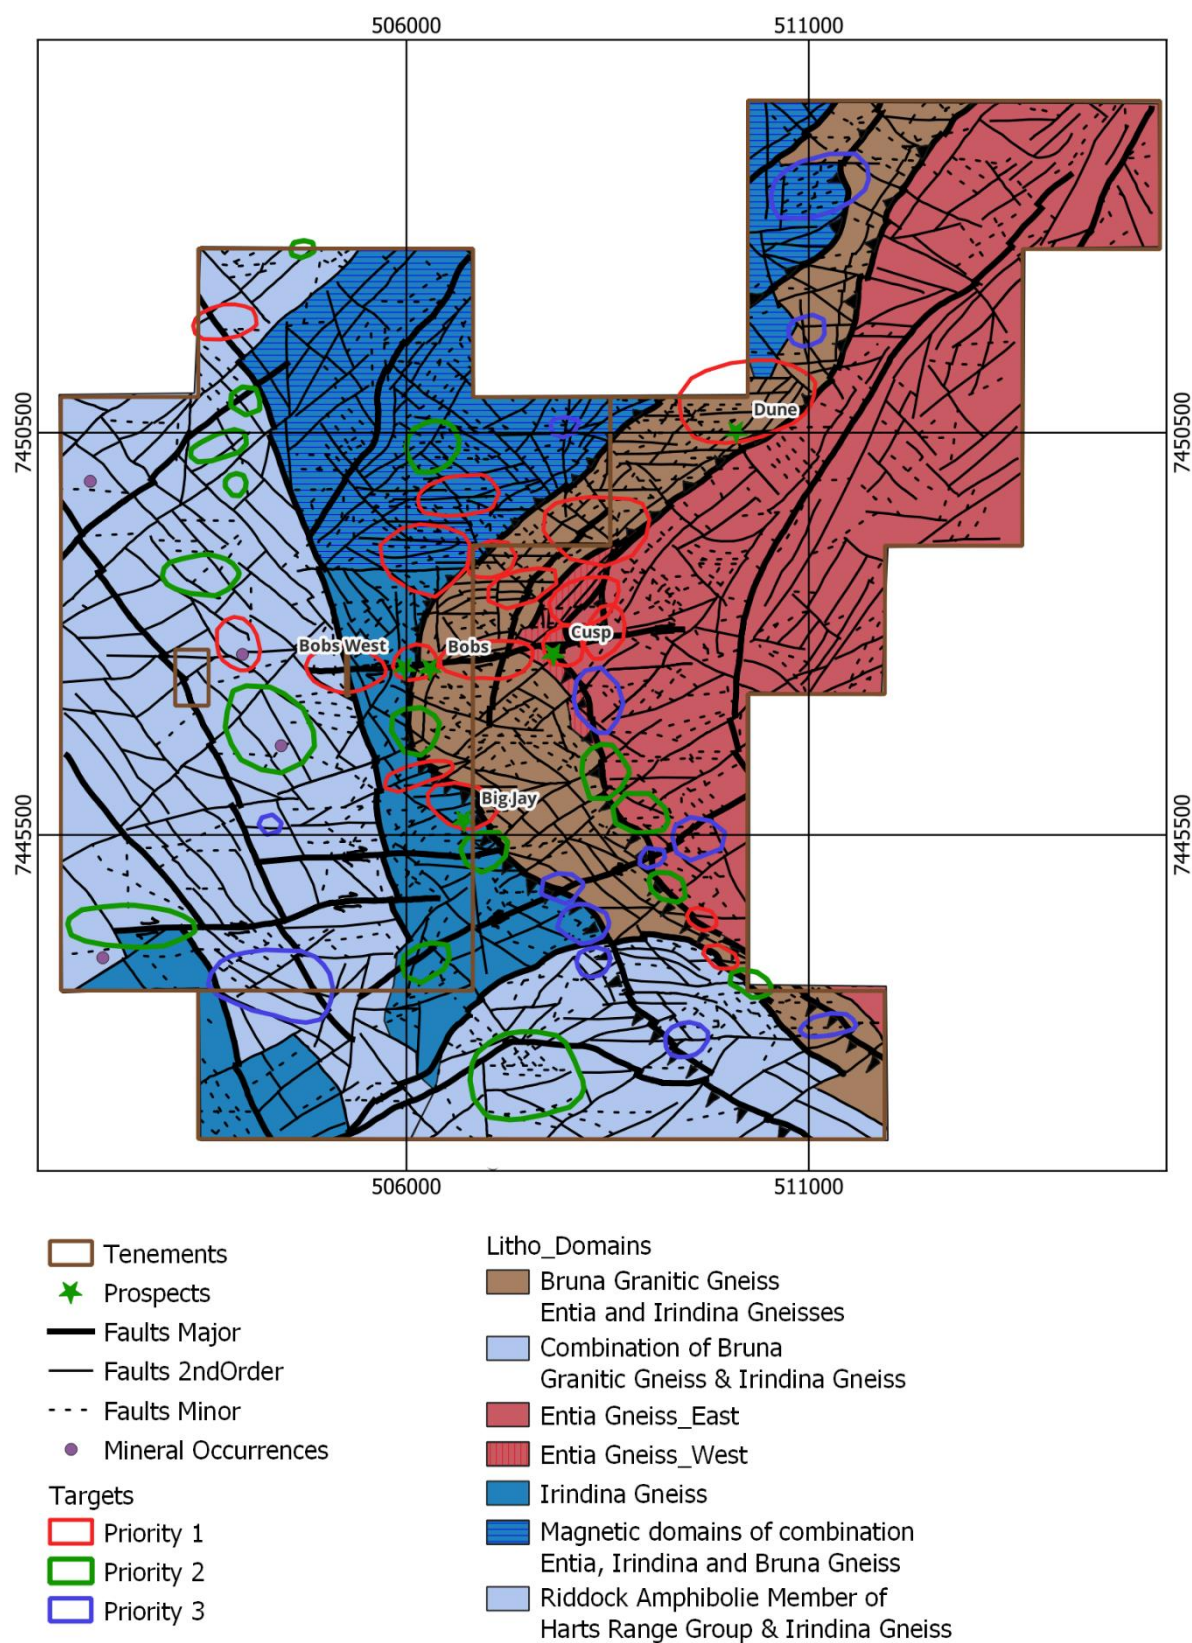 506000
511000
7450500
7450500
Dune
Cusp
Bobs West
Bobs
Big Jay
7445500
7445500
506000
511000
Tenements
Prospects
Faults Major
Faults 2ndOrder
Faults Minor
Mineral Occurrences
Targets
Priority 1
Priority 2
Priority 3
Litho_Domains
Bruna Granitic Gneiss
Entia and Irindina Gneisses
Combination of Bruna
Granitic Gneiss & Irindina Gneiss
Entia Gneiss_East
Entia Gneiss_West
Irindina Gneiss
Magnetic domains of combination
Entia, Irindina and Bruna Gneiss
Riddock Amphibolie Member of
Harts Range Group & Irindina Gneiss